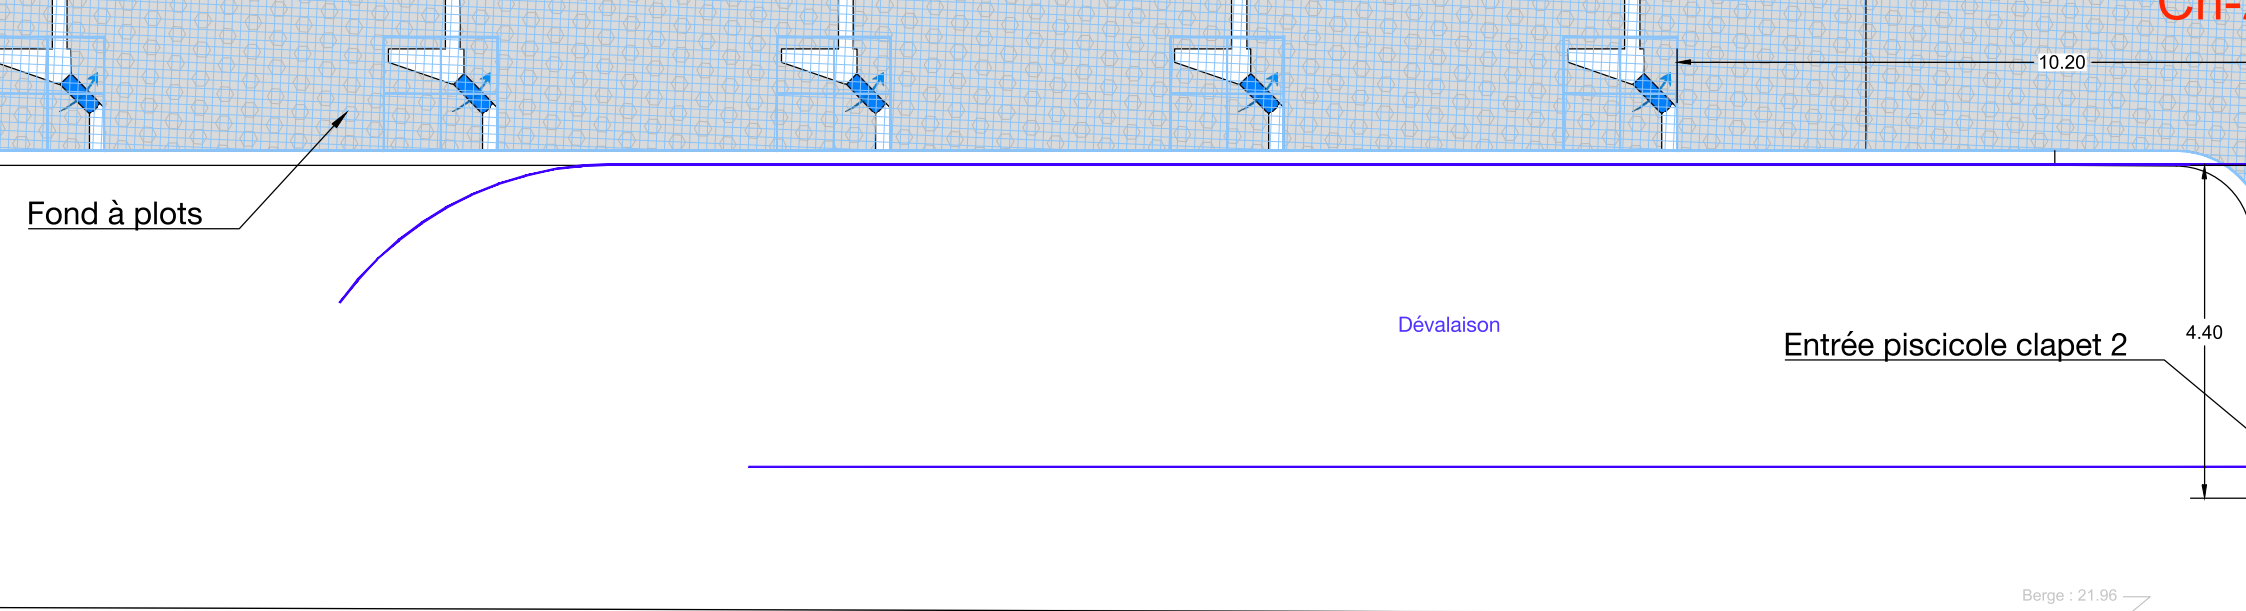 10.20
Fond à plots
Dévalaison
Entrée piscicole clapet 2
4.40
Berge : 21.96